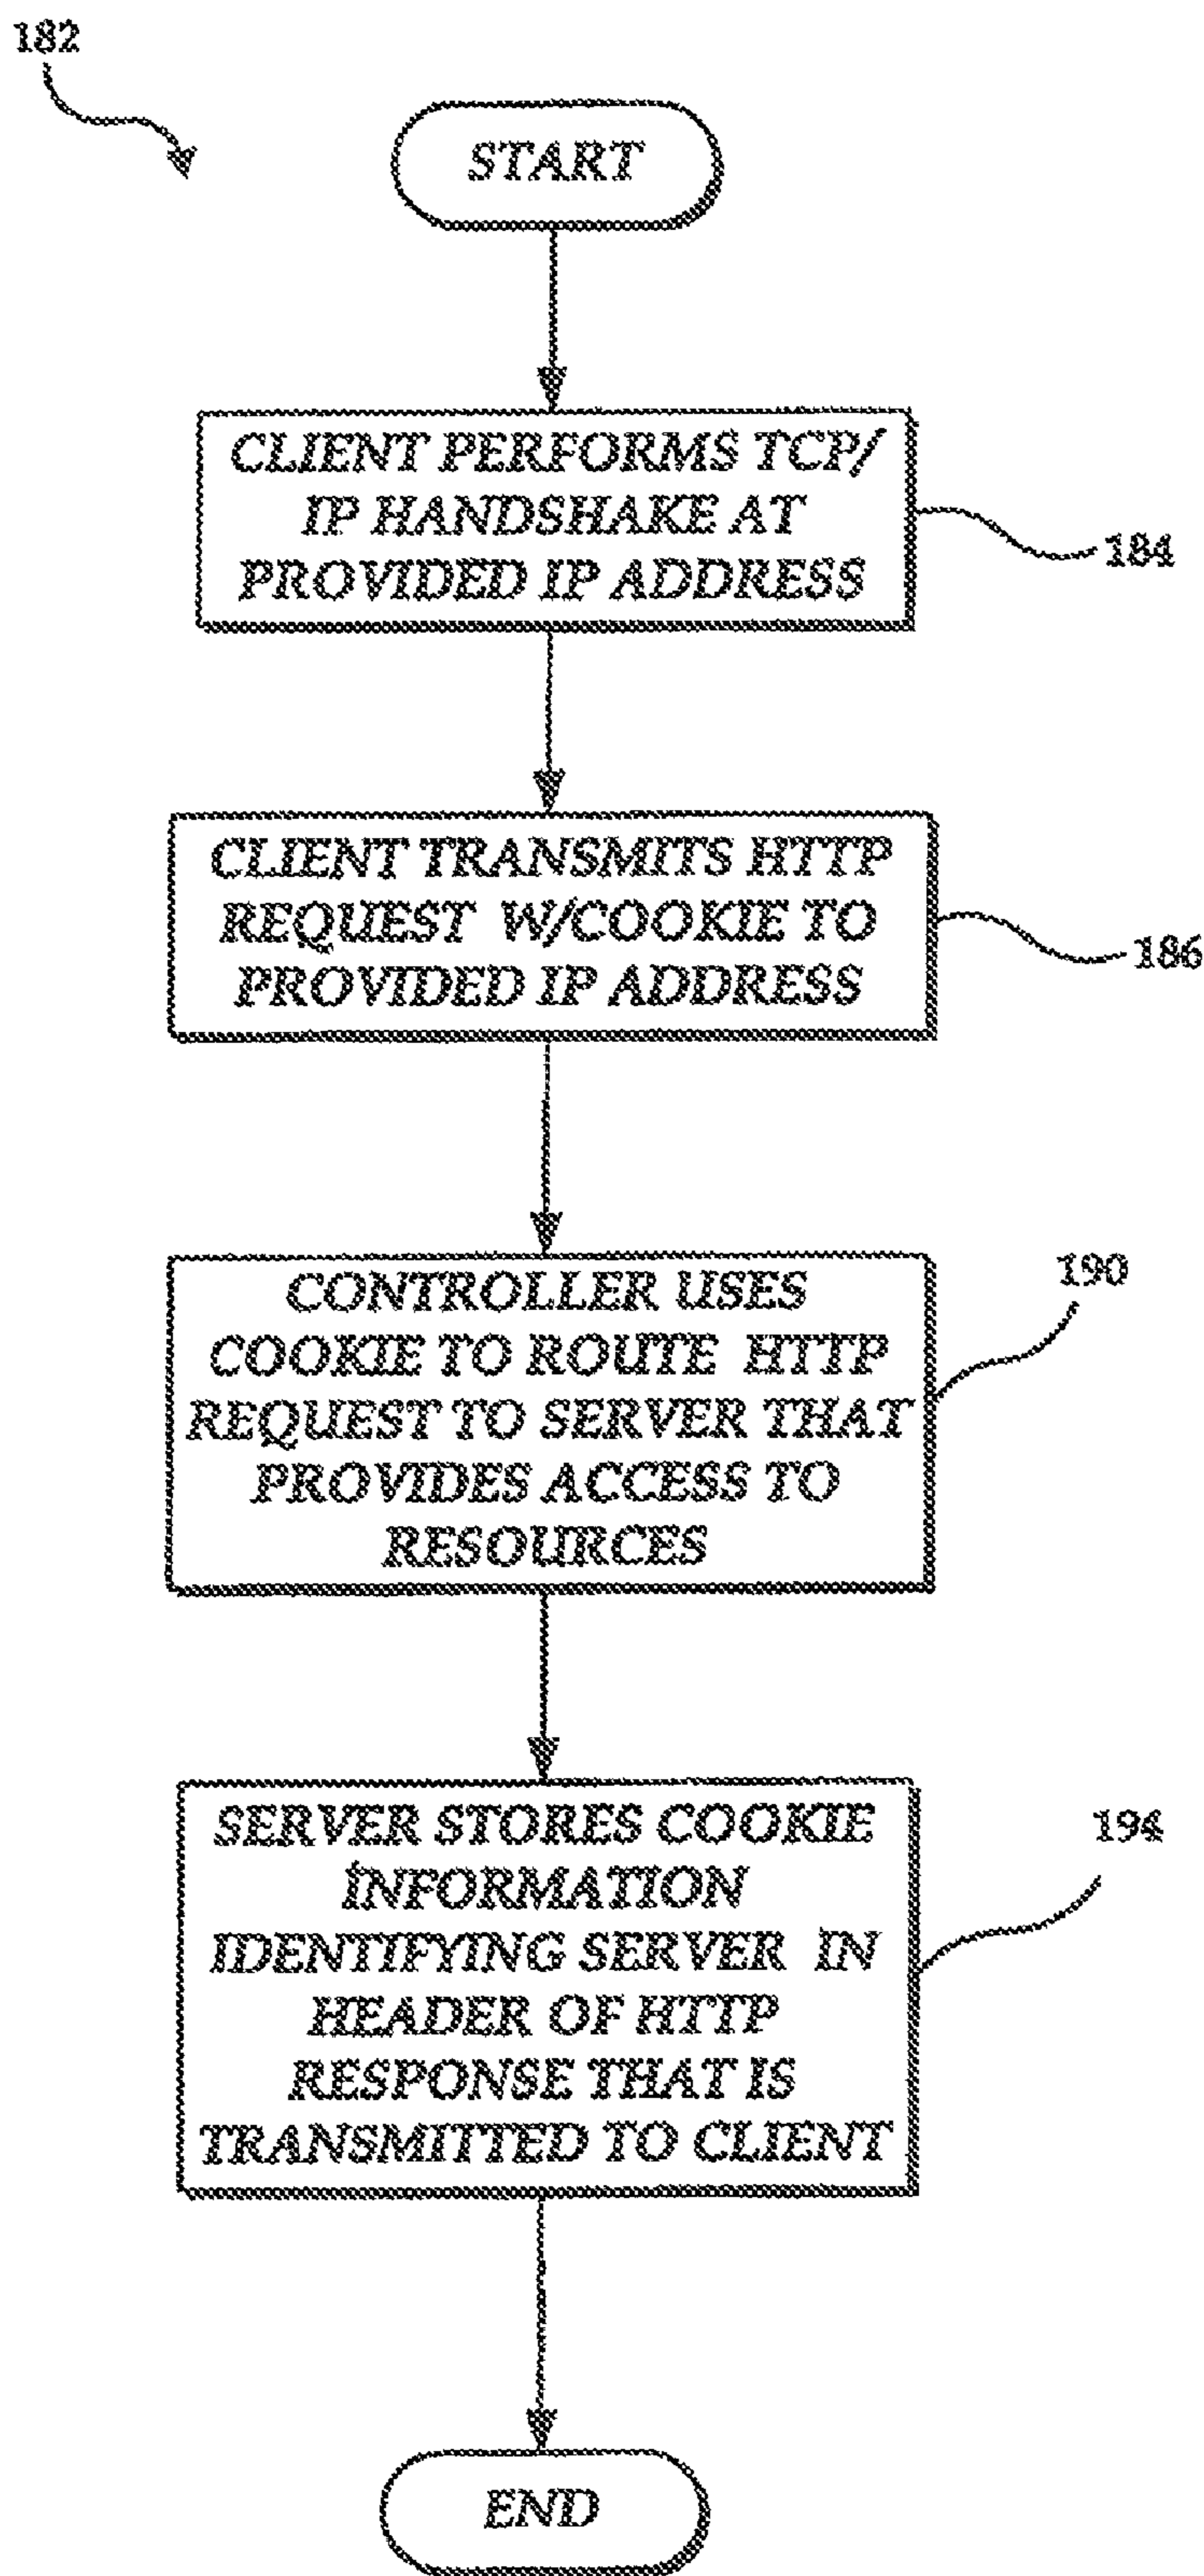 182
START
CLIENT PERFORMS TCP/
IP HANDSHAKE AT
PROVIDED IP ADDRESS
184
CLIENT TRANSMITS HTTP
REQUEST W/COOKIE TO
PROVIDED IP ADDRESS
186
CONTROLLER USES
COOKIE TO ROUTE HTTP
REQUEST TO SERVER THAT
PROVIDES ACCESS TO
RESOURCES
190
SERVER STORES COOKIE
INFORMATION
IDENTIFYING SERVER IN
HEADER OF HTTP
RESPONSE THAT IS
TRANSMITTED TO CLIENT
194
END